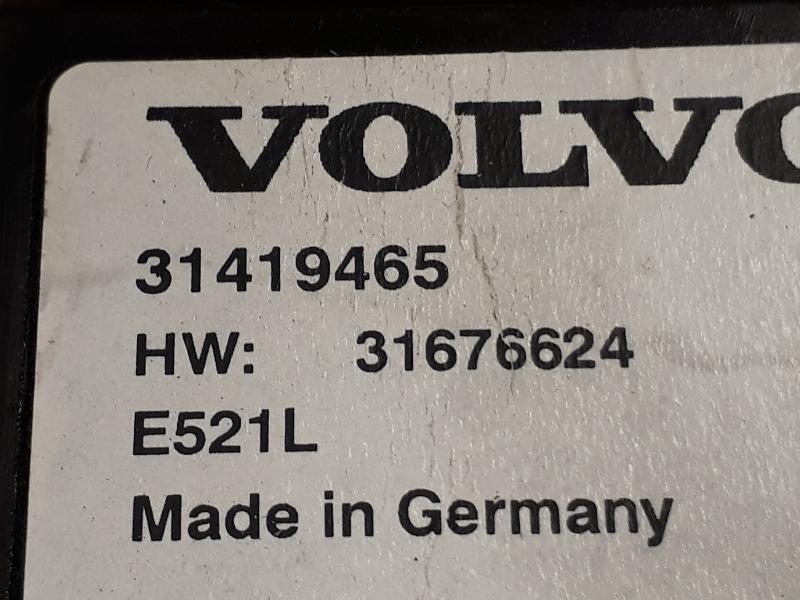 VOLVO
31419465
HW: 31676624
E521L
Made in Germany